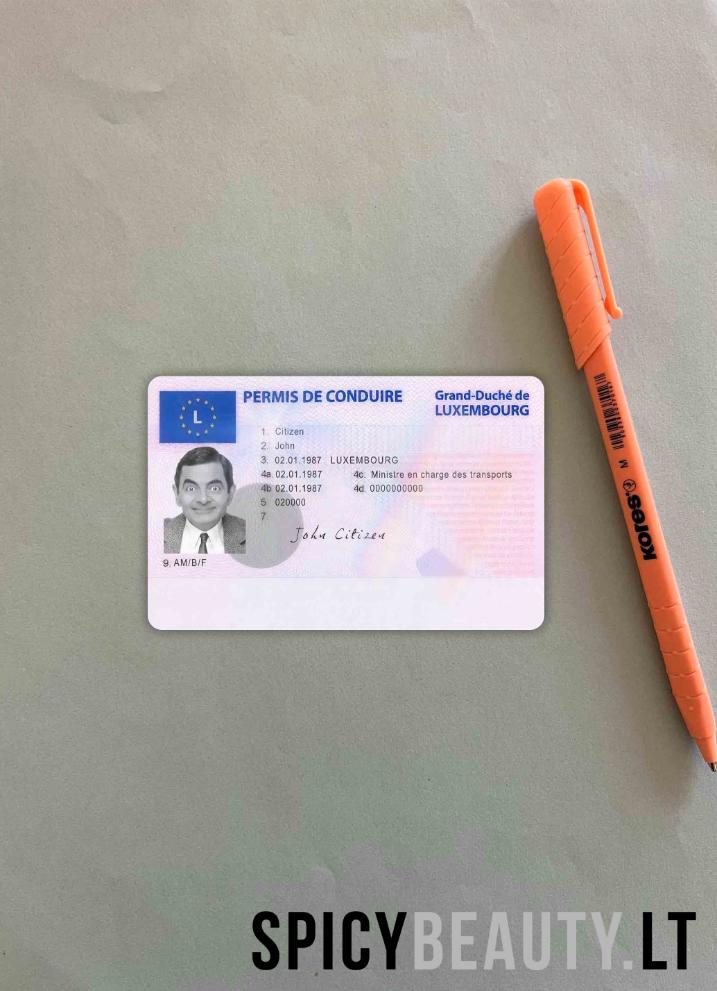 PERMIS DE CONDUIRE
Grand-Duché de
LUXEMBOURG
L
1. Citizen
2. John
3. 02.01.1987 LUXEMBOURG
4a. 02.01.1987 4c. Ministre en charge des transports
4b 02.01.1987 4d. 0000000000
5 020000
7
John Citizen
9. AM/B/F
M
Kores
SPICYBEAUTY.LT